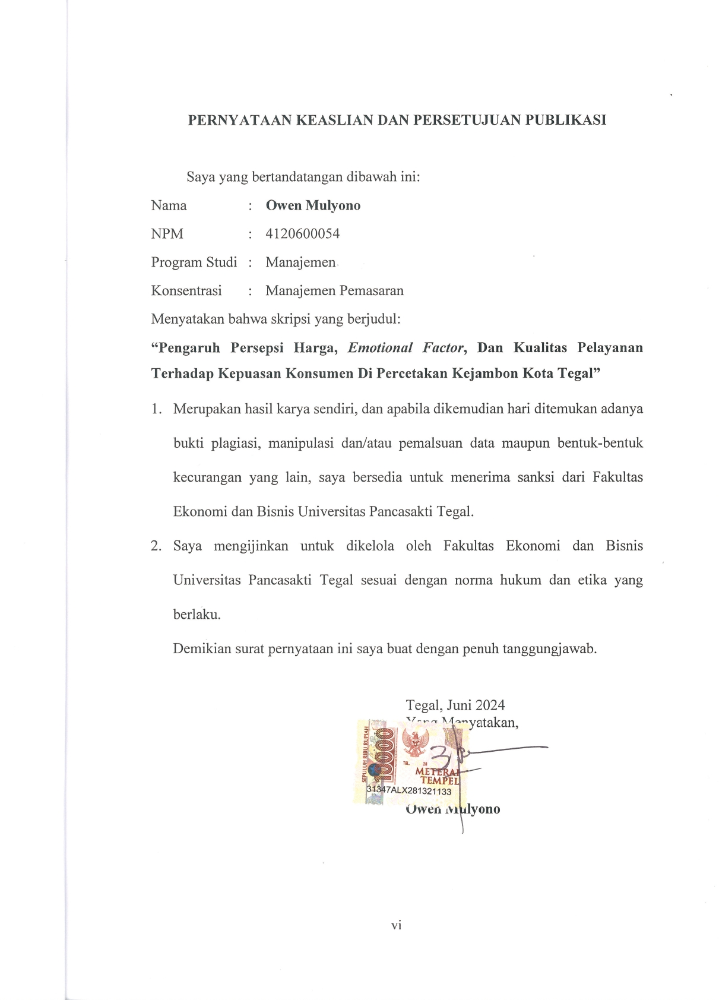 PERNYATAAN KEASLIAN DAN PERSETUJUAN PUBLIKASI
Saya yang bertandatangan dibawah ini:
Nama : Owen Mulyono
NPM : 4120600054
Program Studi : Manajemen
Konsentrasi : Manajemen Pemasaran
Menyatakan bahwa skripsi yang berjudul:
“Pengaruh Persepsi Harga, Emotional Factor, Dan Kualitas Pelayanan
Terhadap Kepuasan Konsumen Di Percetakan Kejambon Kota Tegal”
1. Merupakan hasil karya sendiri, dan apabila dikemudian hari ditemukan adanya
bukti plagiasi, manipulasi dan/atau pemalsuan data maupun bentuk-bentuk
kecurangan yang lain, saya bersedia untuk menerima sanksi dari Fakultas
Ekonomi dan Bisnis Universitas Pancasakti Tegal.
2. Saya mengijinkan untuk dikelola oleh Fakultas Ekonomi dan Bisnis
Universitas Pancasakti Tegal sesuai dengan norma hukum dan etika yang
berlaku.
Demikian surat pernyataan ini saya buat dengan penuh tanggungjawab.
Tegal, Juni 2024
Yang Menyatakan,
SEPULUH RIBU RUPIAH
10000
TGL. 20
METERAI
TEMPEL
31347ALX281321133
Owen Mulyono
vi